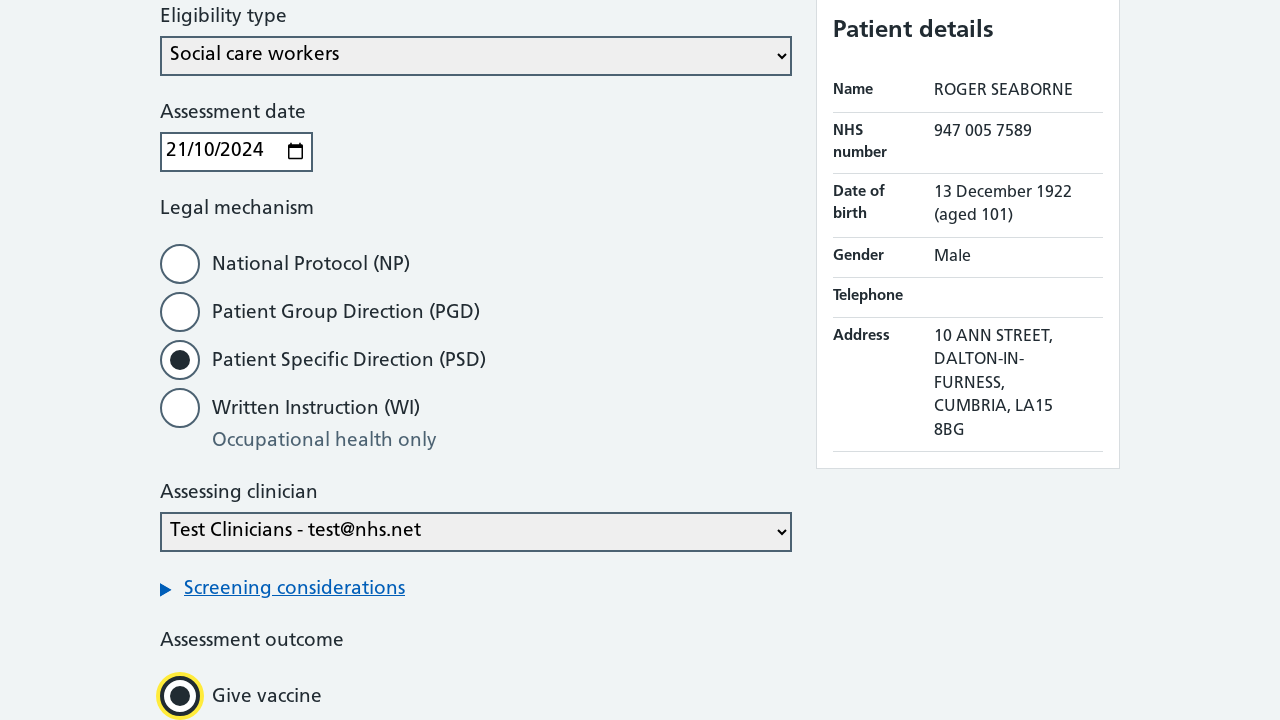 Eligibility type
Social care workers
Assessment date
21/10/2024
Legal mechanism
National Protocol (NP)
Patient Group Direction (PGD)
Patient Specific Direction (PSD)
Written Instruction (WI)
Occupational health only
Assessing clinician
Test Clinicians - test@nhs.net
Screening considerations
Assessment outcome
Give vaccine
Patient details
Name ROGER SEABORNE
NHS number 947 005 7589
Date of birth 13 December 1922
(aged 101)
Gender Male
Telephone
Address 10 ANN STREET,
DALTON-IN-
FURNESS,
CUMBRIA, LA15
8BG